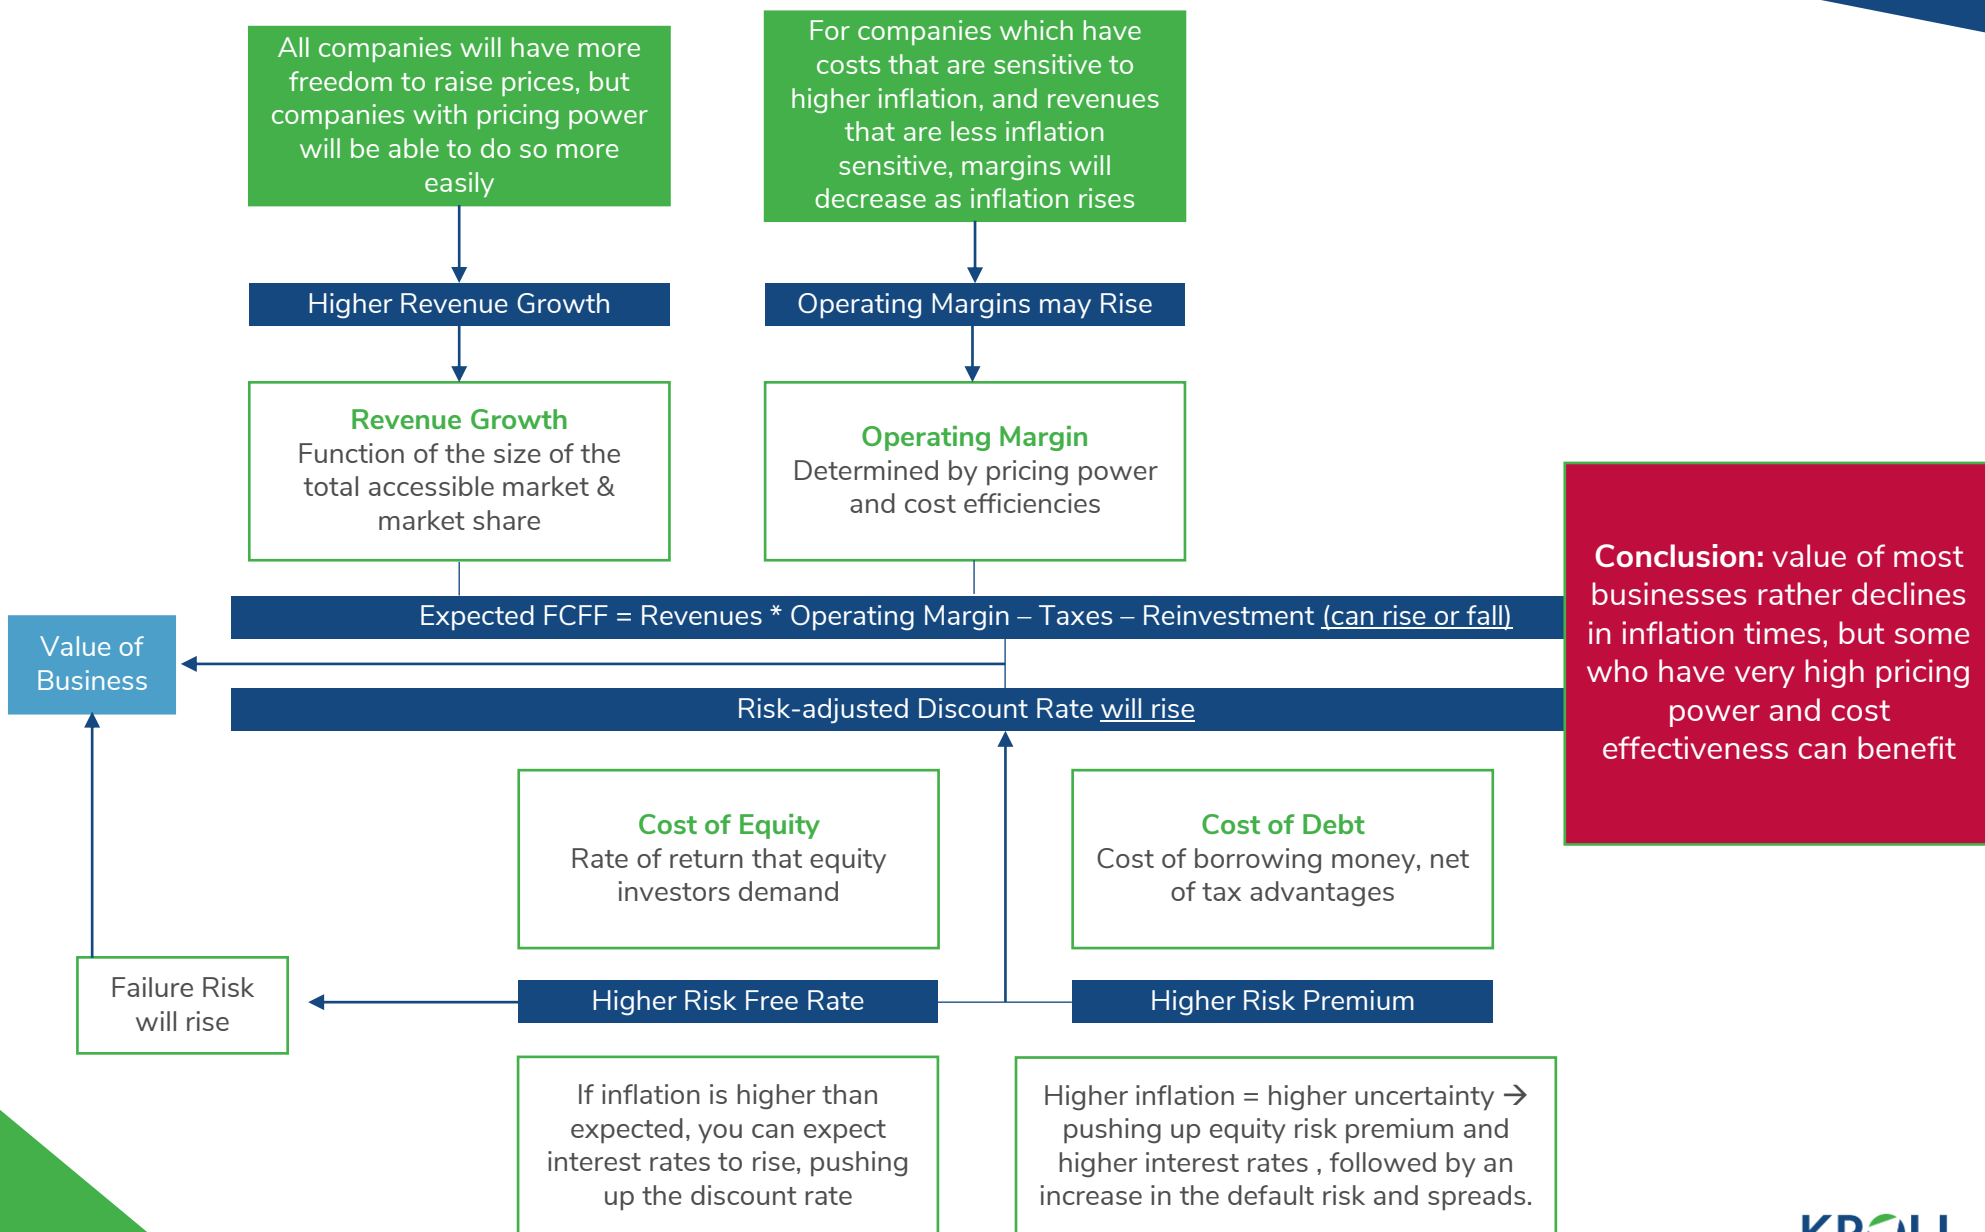 All companies will have more
freedom to raise prices, but
companies with pricing power
will be able to do so more
easily
For companies which have
costs that are sensitive to
higher inflation, and revenues
that are less inflation
sensitive, margins will
decrease as inflation rises
Higher Revenue Growth
Operating Margins may Rise
Revenue Growth
Function of the size of the
total accessible market &
market share
Operating Margin
Determined by pricing power
and cost efficiencies
Conclusion: value of most
businesses rather declines
in inflation times, but some
who have very high pricing
power and cost
effectiveness can benefit
Expected FCFF = Revenues * Operating Margin – Taxes – Reinvestment (can rise or fall)
Value of
Business
Risk-adjusted Discount Rate will rise
Cost of Equity
Rate of return that equity
investors demand
Cost of Debt
Cost of borrowing money, net
of tax advantages
Failure Risk
will rise
Higher Risk Free Rate
Higher Risk Premium
If inflation is higher than
expected, you can expect
interest rates to rise, pushing
up the discount rate
Higher inflation = higher uncertainty →
pushing up equity risk premium and
higher interest rates , followed by an
increase in the default risk and spreads.
KROLL